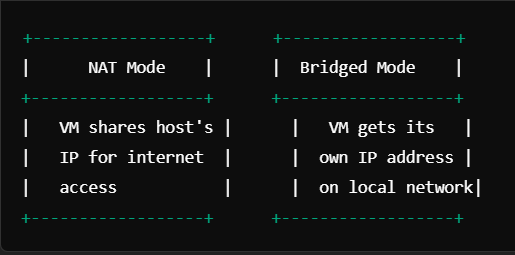 +------------------+      +------------------+
|      NAT Mode    |      |  Bridged Mode    |
+------------------+      +------------------+
|   VM shares host's |      |   VM gets its   |
|   IP for internet  |      |  own IP address |
|   access           |      |  on local network|
+------------------+      +------------------+